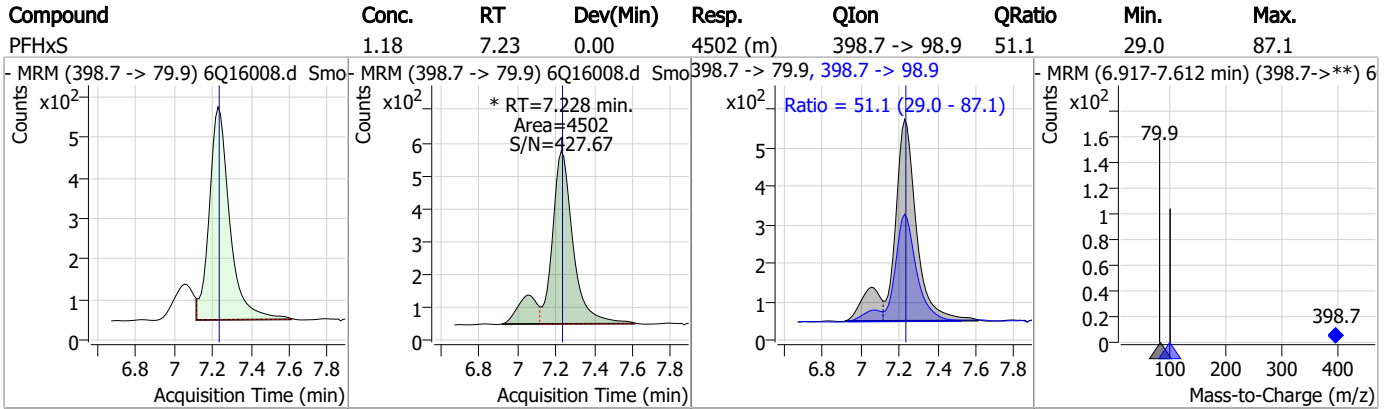 Compound Conc. RT Dev(Min) Resp. QIon QRatio Min. Max.
PFHxS 1.18 7.23 0.00 4502 (m) 398.7 -> 98.9 51.1 29.0 87.1
- MRM (398.7 -> 79.9) 6Q16008.d Smo
Counts
x10²
5
4
3
2
1
0
6.8 7 7.2 7.4 7.6 7.8
Acquisition Time (min)
- MRM (398.7 -> 79.9) 6Q16008.d Smo
Counts
x10²
* RT=7.228 min.
Area=4502
S/N=427.67
6
5
4
3
2
1
0
6.8 7 7.2 7.4 7.6 7.8
Acquisition Time (min)
398.7 -> 79.9, 398.7 -> 98.9
Counts
x10²
Ratio = 51.1 (29.0 - 87.1)
5
4
3
2
1
0
6.8 7 7.2 7.4 7.6 7.8
Acquisition Time (min)
- MRM (6.917-7.612 min) (398.7->**) 6
Counts
x10²
79.9
1.6
1.4
1.2
1
0.8
0.6
0.4
398.7
0.2
0
100 200 300 400
Mass-to-Charge (m/z)